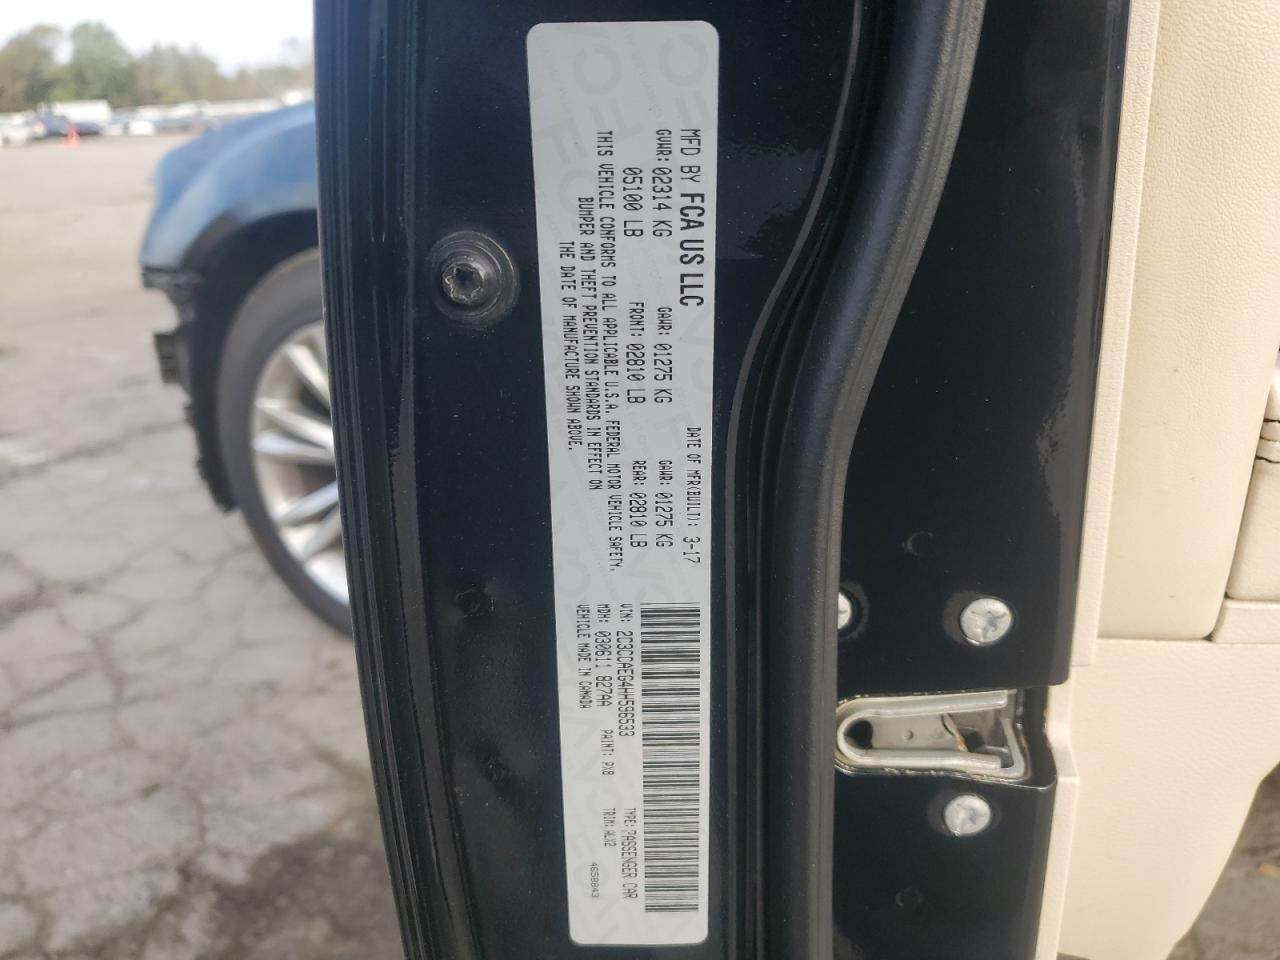 MFD BY FCA US LLC
DATE OF MFR(BUILT): 3-17
GVWR: 02314 KG
GAWR: 01275 KG
GAWR: 01275 KG
05100 LB
FRONT: 02810 LB
REAR: 02810 LB
THIS VEHICLE CONFORMS TO ALL APPLICABLE U.S.A. FEDERAL MOTOR VEHICLE SAFETY,
BUMPER AND THEFT PREVENTION STANDARDS IN EFFECT ON
THE DATE OF MANUFACTURE SHOWN ABOVE.
VIN: 2C3CCAEG4HH596533
TYPE: PASSENGER CAR
MDH: 030611 827AA
PAINT: PX8
TRIM: HLX2
VEHICLE MADE IN CANADA
4658843